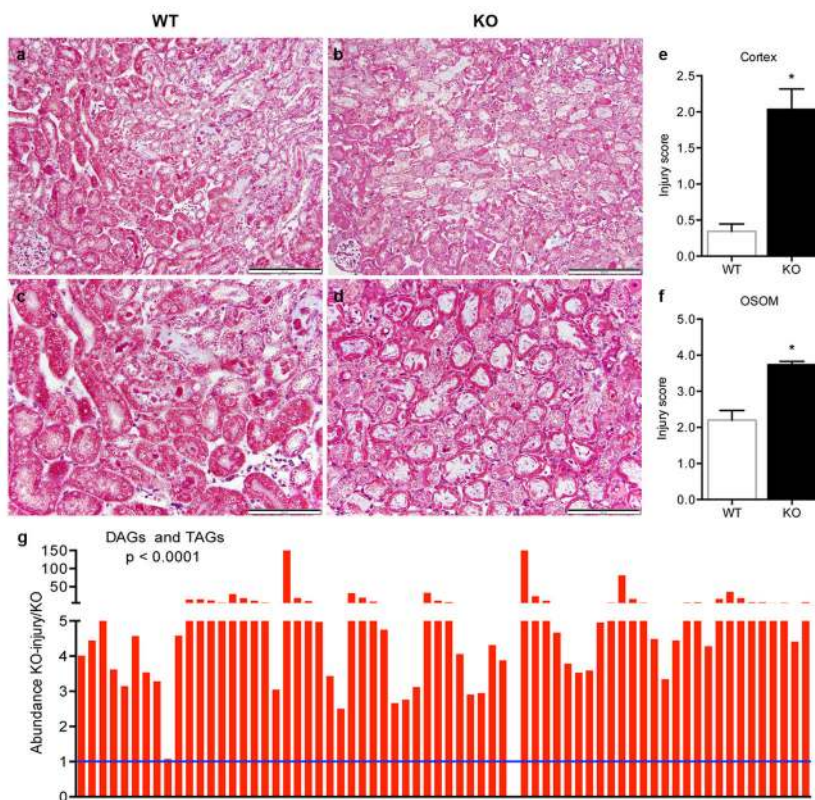 WT
KO
a
b
c
d
e
Cortex
*
2.5
2.0
1.5
1.0
0.5
0.0
Injury score
WT KO
f
OSOM
*
5.0
4.0
3.0
2.0
1.0
0.0
Injury score
WT KO
g
DAGs and TAGs
p < 0.0001
150
100
50
5
4
3
2
1
0
Abundance KO-injury/KO